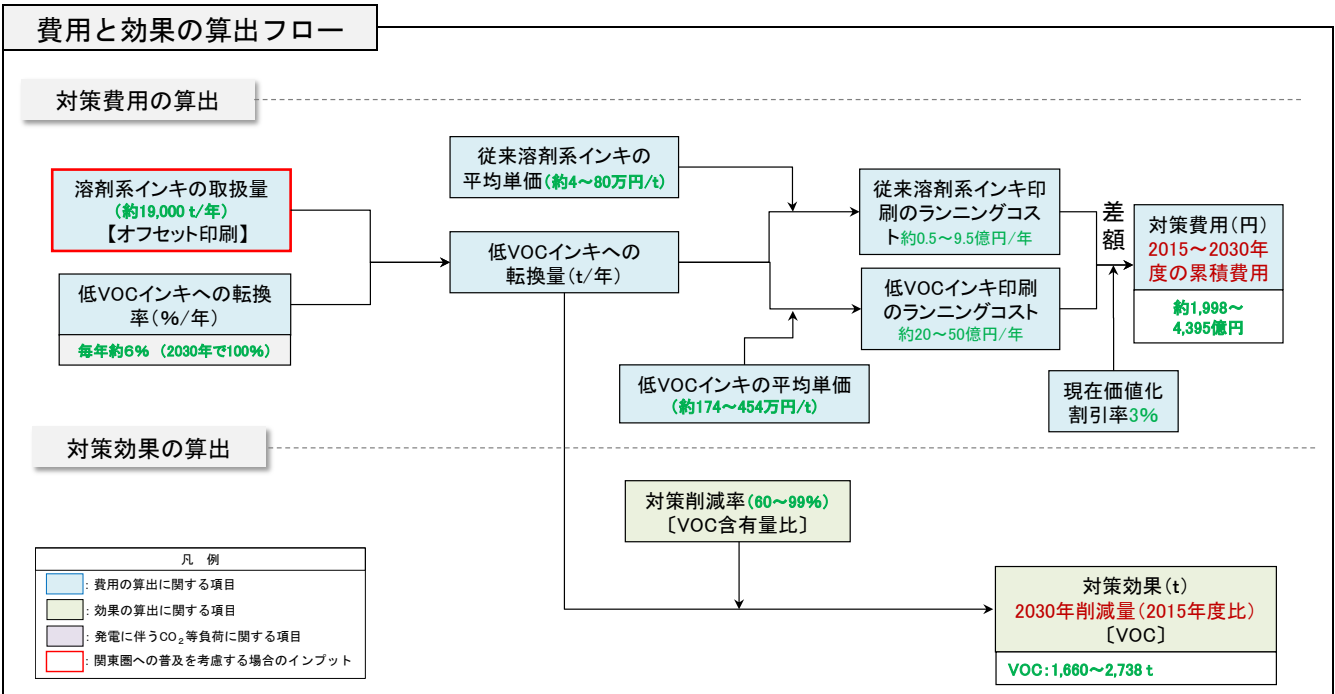 費用と効果の算出フロー
対策費用の算出
溶剤系インキの取扱量
(約19,000 t/年)
【オフセット印刷】
低VOCインキへの転換
率(%/年)
毎年約6% (2030年で100%)
従来溶剤系インキの
平均単価(約4～80万円/t)
低VOCインキへの
転換量(t/年)
低VOCインキの平均単価
(約174～454万円/t)
従来溶剤系インキ印
刷のランニングコス
ト約0.5～9.5億円/年
低VOCインキ印刷
のランニングコスト
約20～50億円/年
差
額
対策費用(円)
2015～2030年
度の累積費用
約1,998～
4,395億円
現在価値化
割引率3%
対策効果の算出
対策削減率(60～99%)
〔VOC含有量比〕
対策効果(t)
2030年削減量(2015年度比)
〔VOC〕
VOC:1,660～2,738 t
凡 例
: 費用の算出に関する項目
: 効果の算出に関する項目
: 発電に伴うCO₂等負荷に関する項目
: 関東圏への普及を考慮する場合のインプット